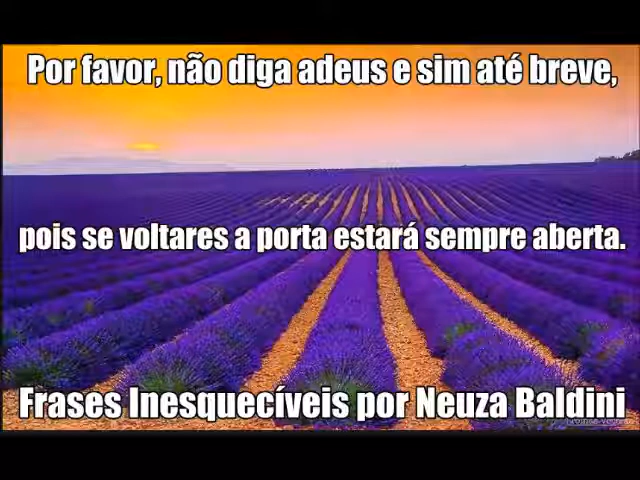 Por favor, não diga adeus e sim até breve,
pois se voltares a porta estará sempre aberta.
Frases Inesquecíveis por Neuza Baldini